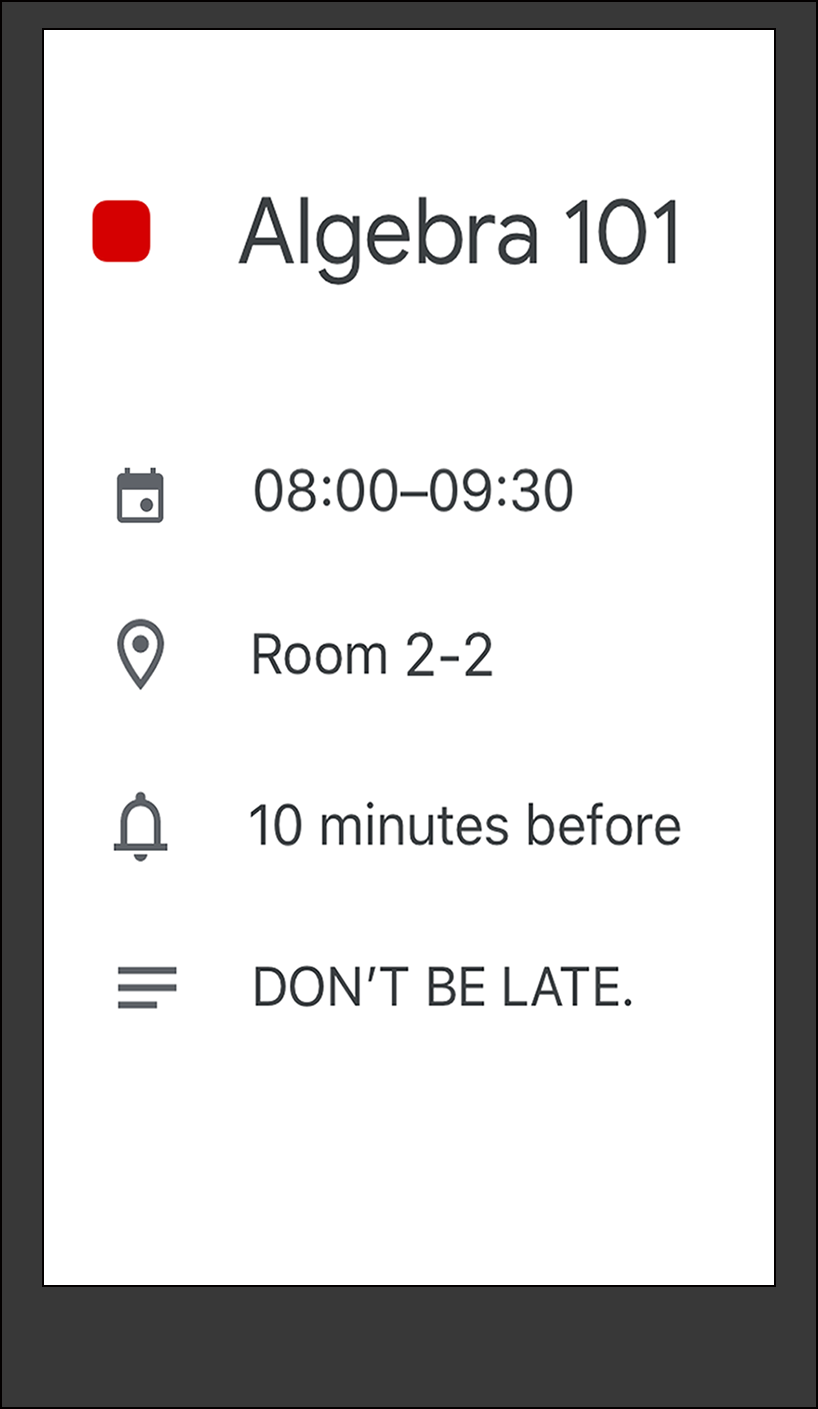 Algebra 101
08:00–09:30
Room 2-2
10 minutes before
DON’T BE LATE.